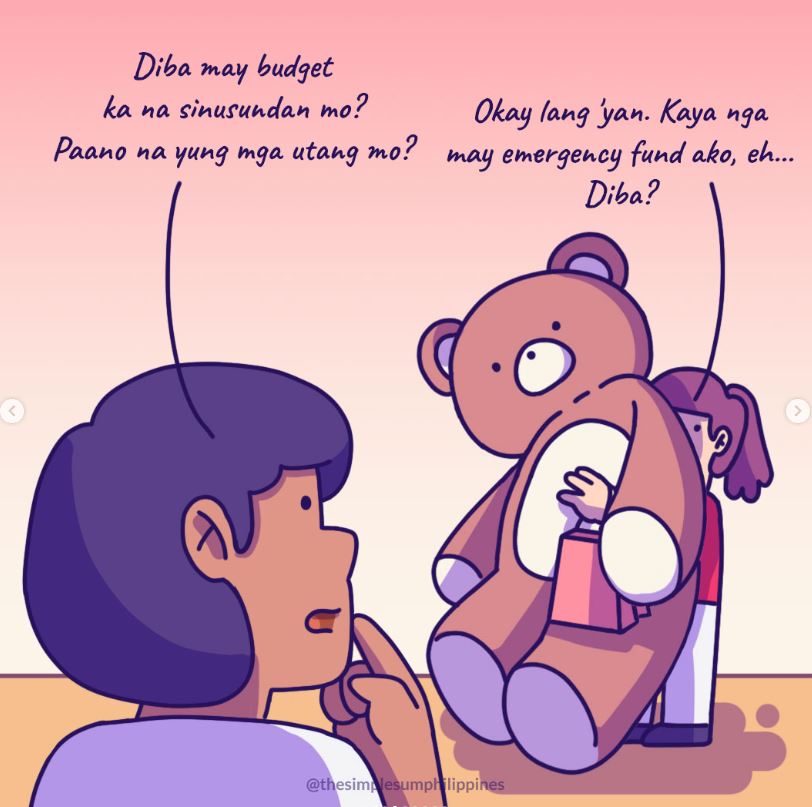 Diba may budget
ka na sinusundan mo?
Paano na yung mga utang mo?
Okay lang 'yan. Kaya nga
may emergency fund ako, eh...
Diba?
@thesimplesumphilippines